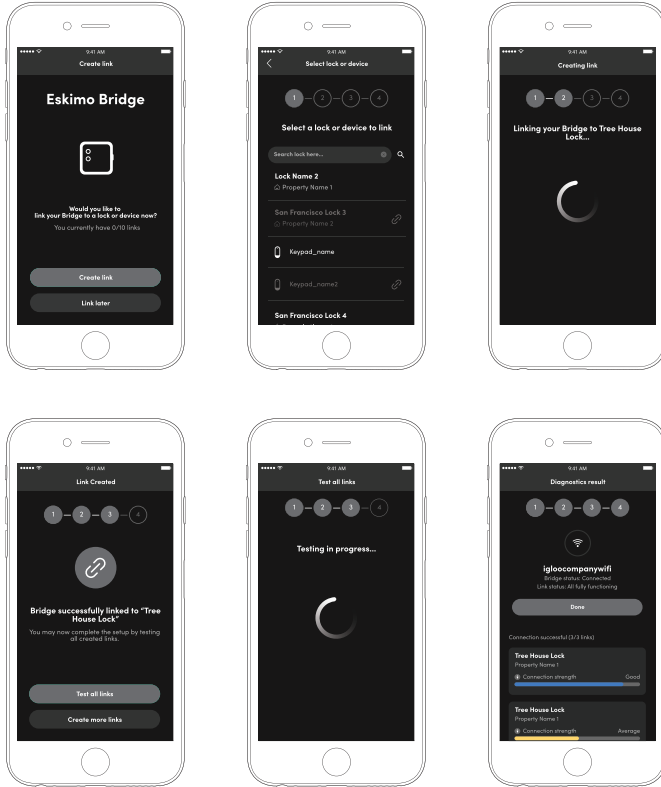 9:41 AM
Create link
Eskimo Bridge
Would you like to
link your Bridge to a lock or device now?
You currently have 0/10 links
Create link
Link later
9:41 AM
Select lock or device
1 2 3 4
Select a lock or device to link
Search lock here...
Lock Name 2
Property Name 1
San Francisco Lock 3
Property Name 2
Keypad_name
Keypad_name2
San Francisco Lock 4
9:41 AM
Creating link
1 2 3 4
Linking your Bridge to Tree House
Lock...
9:41 AM
Link Created
1 2 3 4
Bridge successfully linked to “Tree
House Lock”
You may now complete the setup by testing
all created links.
Test all links
Create more links
9:41 AM
Test all links
1 2 3 4
Testing in progress...
9:41 AM
Diagnostics result
1 2 3 4
igloocompanywifi
Bridge status: Connected
Link status: All fully functioning
Done
Connection successful (3/3 links)
Tree House Lock
Property Name 1
Connection strength Good
Tree House Lock
Property Name 1
Connection strength Average